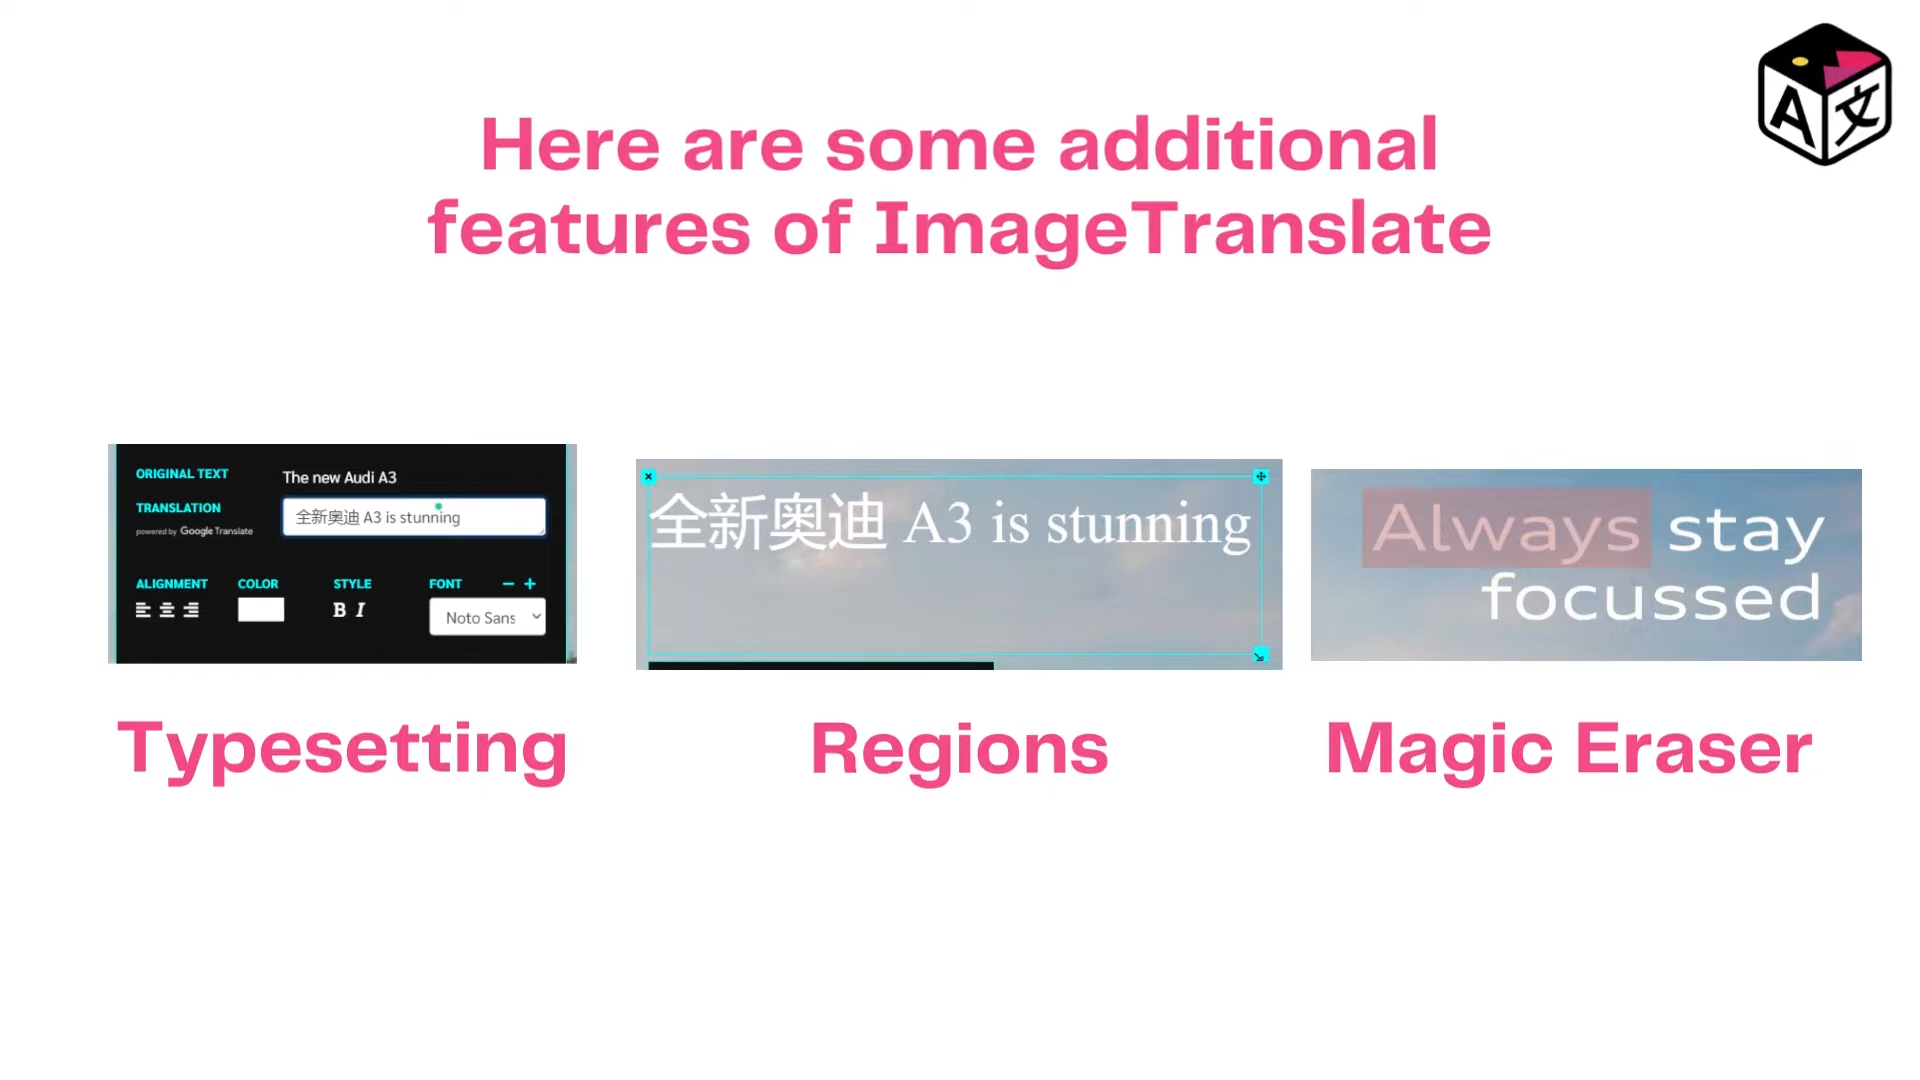 A文
Here are some additional
features of ImageTranslate
ORIGINAL TEXT
The new Audi A3
TRANSLATION
全新奥迪 A3 is stunning
powered by Google Translate
ALIGNMENT COLOR STYLE FONT − +
B I
Noto Sans
全新奥迪 A3 is stunning
Always stay
focussed
Typesetting
Regions
Magic Eraser